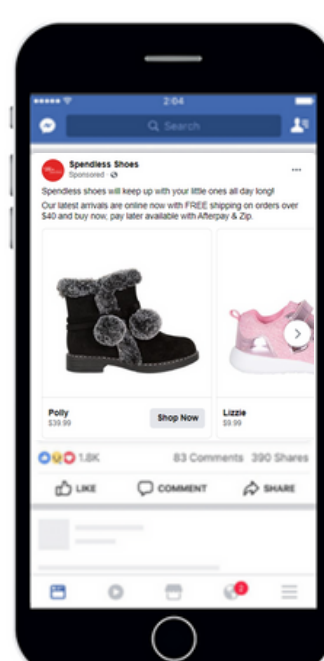 2:04
Search
Spendless Shoes
Sponsored
Spendless shoes will keep up with your little ones all day long!
Our latest arrivals are online now with FREE shipping on orders over
$40 and buy now, pay later available with Afterpay & Zip.
Polly
$39.99
Shop Now
Lizzie
$9.99
1.8K
83 Comments 390 Shares
LIKE
COMMENT
SHARE
2